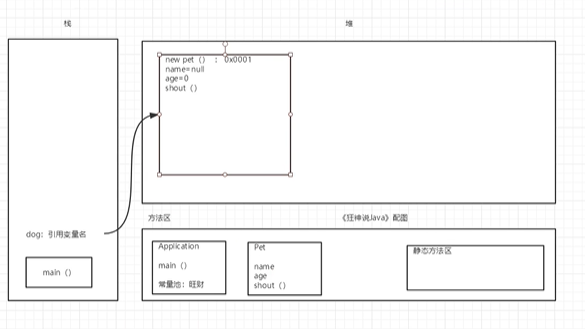 栈
堆
new pet（） ： 0x0001
name=null
age=0
shout（）
dog：引用变量名
main（）
方法区
《狂神说Java》配图
Application
main（）
常量池：旺财
Pet
name
age
shout（）
静态方法区